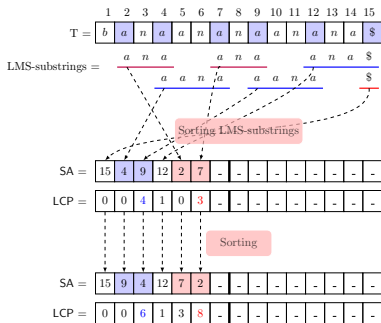 1 2 3 4 5 6 7 8 9 10 11 12 13 14 15
T = b a n a a n a n a a n a n a $
LMS-substrings = a n a a n a a n a $
a a n a a a n a $
Sorting LMS-substrings
SA = 15 4 9 12 2 7 - - - - - - - - -
LCP = 0 0 4 1 0 3 - - - - - - - - -
Sorting
SA = 15 9 4 12 7 2 - - - - - - - - -
LCP = 0 0 6 1 3 8 - - - - - - - - -